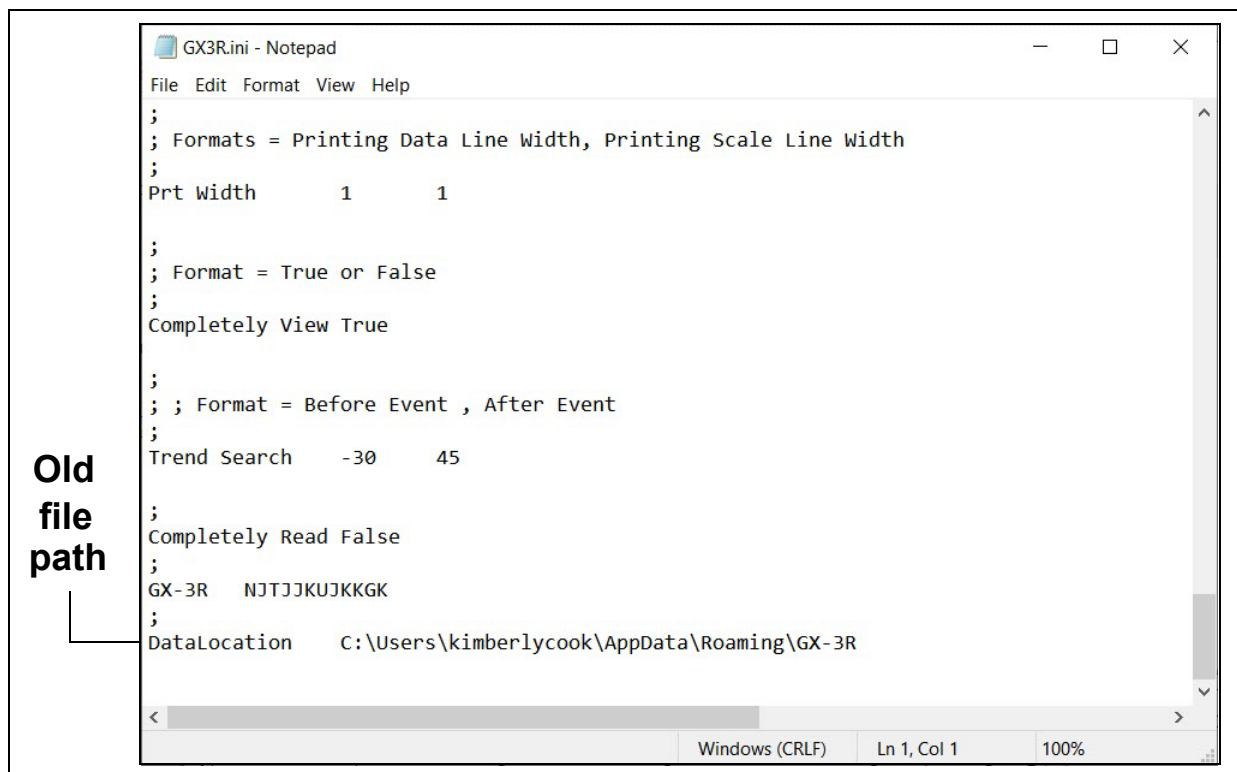 GX3R.ini - Notepad
File Edit Format View Help
;
; Formats = Printing Data Line Width, Printing Scale Line Width
;
Prt Width 1 1
;
; Format = True or False
;
Completely View True
;
; ; Format = Before Event , After Event
;
Trend Search -30 45
;
Completely Read False
;
GX-3R NJTJJKUJKKGK
;
DataLocation C:\Users\kimberlycook\AppData\Roaming\GX-3R
Windows (CRLF) Ln 1, Col 1 100%
Old
file
path